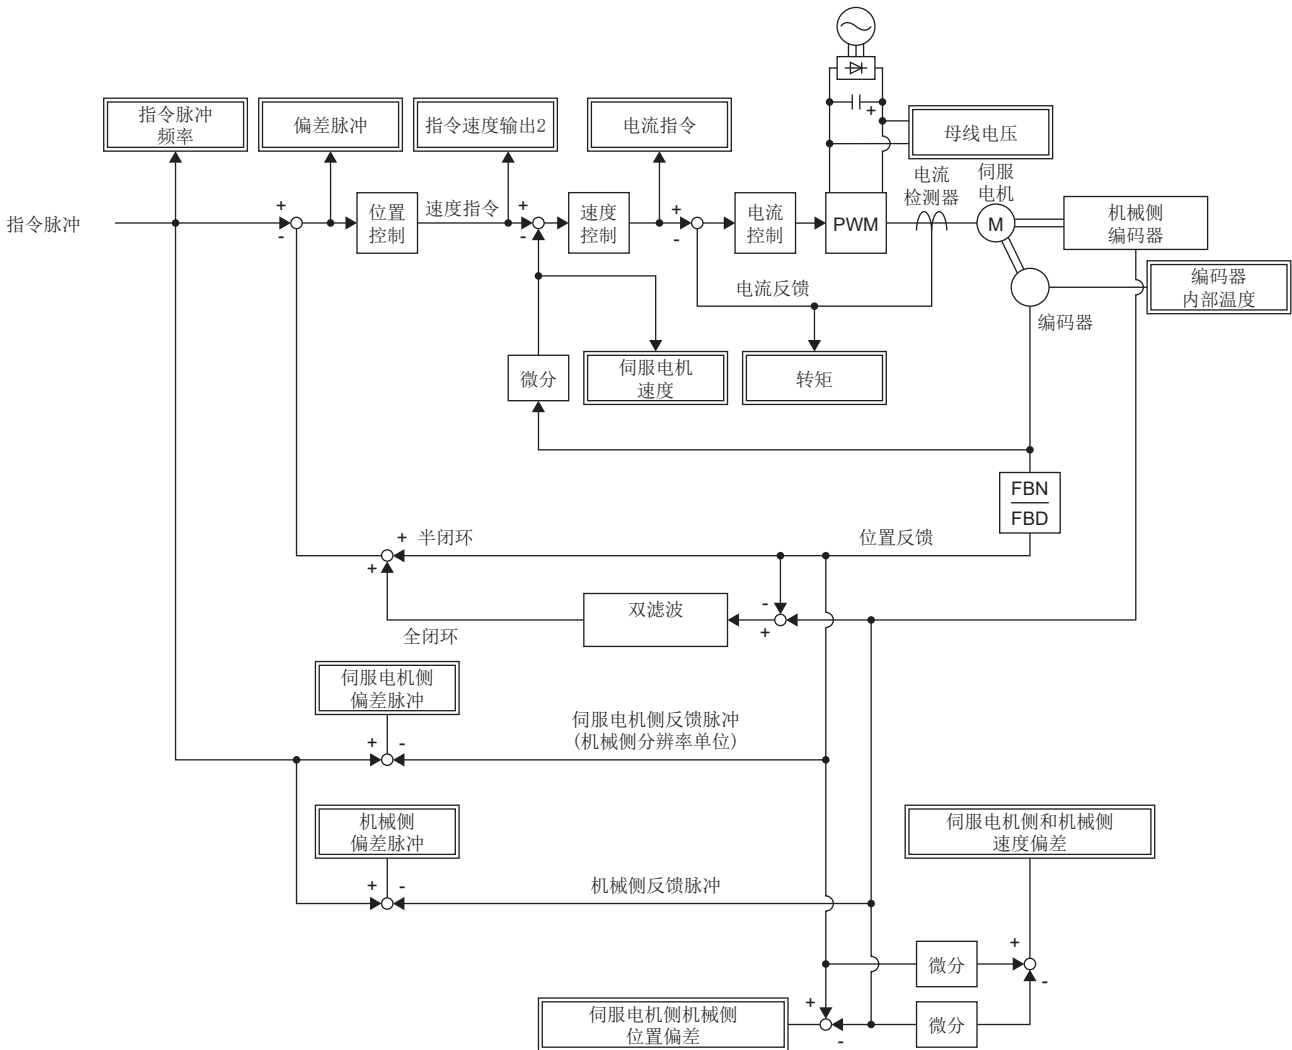 指令脉冲
频率
偏差脉冲
指令速度输出2
电流指令
母线电压
+
电流
检测器
伺服
电机
指令脉冲
+
-
位置
控制
速度指令
+
-
速度
控制
+
-
电流
控制
PWM
M
机械侧
编码器
编码器
内部温度
电流反馈
编码器
微分
伺服电机
速度
转矩
FBN
FBD
+
半闭环
位置反馈
+
双滤波
-
+
全闭环
伺服电机侧
偏差脉冲
+
-
伺服电机侧反馈脉冲
(机械侧分辨率单位)
机械侧
偏差脉冲
+
-
机械侧反馈脉冲
伺服电机侧和机械侧
速度偏差
微分
+
-
伺服电机侧机械侧
位置偏差
+
-
微分